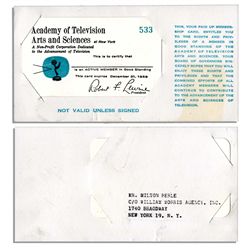 Academy of Television
Arts and Sciences of New York
533
A Non-Profit Corporation Dedicated
to the Advancement of Television.
This is to certify that
is an ACTIVE MEMBER in Good Standing
This card expires December 31,
NOT VALID UNLESS SIGNED
THIS, YOUR PAID UP MEMBER-
SHIP CARD, ENTITLES YOU
TO THE RIGHTS AND PRIV-
ILEGES OF A MEMBER IN
GOOD STANDING OF THE
ACADEMY OF TELEVISION
ARTS AND SCIENCES. YOUR
BOARD OF GOVERNORS SIN-
CERELY HOPES THAT YOU WILL
ENJOY THESE RIGHTS AND
PRIVILEGES AND THAT THE
COMBINED EFFORTS OF ALL
ACADEMY MEMBERS WILL
CONTINUE TO CONTRIBUTE
TO THE ADVANCEMENT OF THE
ARTS AND SCIENCES OF
TELEVISION.
MR. MILTON BERLE
C/O WILLIAM MORRIS AGENCY, INC.
1740 BROADWAY
NEW YORK 19, N. Y.